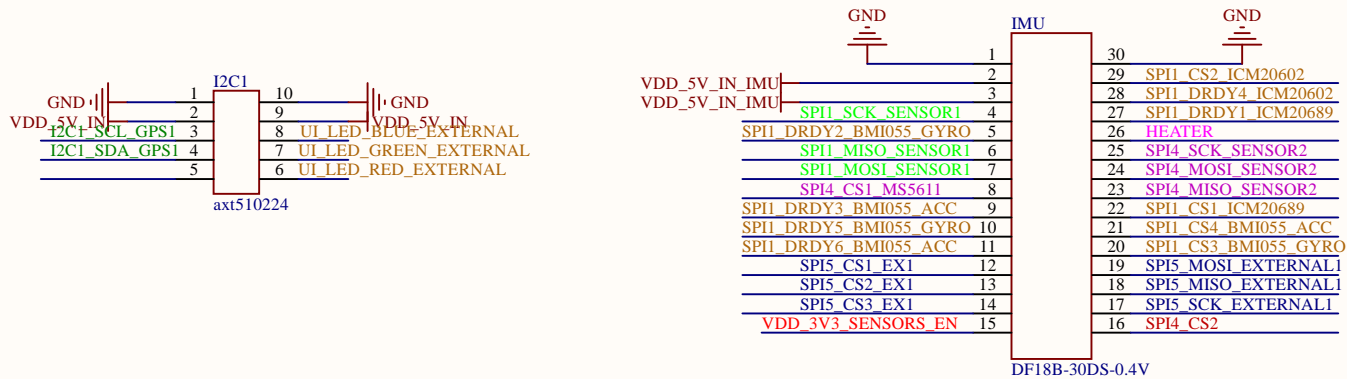 I2C1
GND 1 10 GND
VDD_5V_IN 2 9 VDD_5V_IN
I2C1_SCL_GPS1 3 8 UI_LED_BLUE_EXTERNAL
I2C1_SDA_GPS1 4 7 UI_LED_GREEN_EXTERNAL
5 6 UI_LED_RED_EXTERNAL
axt510224
GND IMU GND
1 30
VDD_5V_IN_IMU 2 29 SPI1_CS2_ICM20602
VDD_5V_IN_IMU 3 28 SPI1_DRDY4_ICM20602
SPI1_SCK_SENSOR1 4 27 SPI1_DRDY1_ICM20689
SPI1_DRDY2_BMI055_GYRO 5 26 HEATER
SPI1_MISO_SENSOR1 6 25 SPI4_SCK_SENSOR2
SPI1_MOSI_SENSOR1 7 24 SPI4_MOSI_SENSOR2
SPI4_CS1_MS5611 8 23 SPI4_MISO_SENSOR2
SPI1_DRDY3_BMI055_ACC 9 22 SPI1_CS1_ICM20689
SPI1_DRDY5_BMI055_GYRO 10 21 SPI1_CS4_BMI055_ACC
SPI1_DRDY6_BMI055_ACC 11 20 SPI1_CS3_BMI055_GYRO
SPI5_CS1_EX1 12 19 SPI5_MOSI_EXTERNAL1
SPI5_CS2_EX1 13 18 SPI5_MISO_EXTERNAL1
SPI5_CS3_EX1 14 17 SPI5_SCK_EXTERNAL1
VDD_3V3_SENSORS_EN 15 16 SPI4_CS2
DF18B-30DS-0.4V